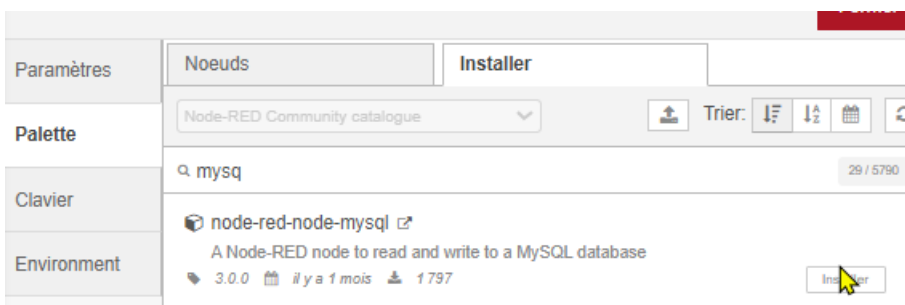 Paramètres
Noeuds
Installer
Node-RED Community catalogue
Trier:
Palette
mysq
29 / 5790
Clavier
node-red-node-mysql
A Node-RED node to read and write to a MySQL database
Environment
3.0.0 il y a 1 mois 1 797
Installer